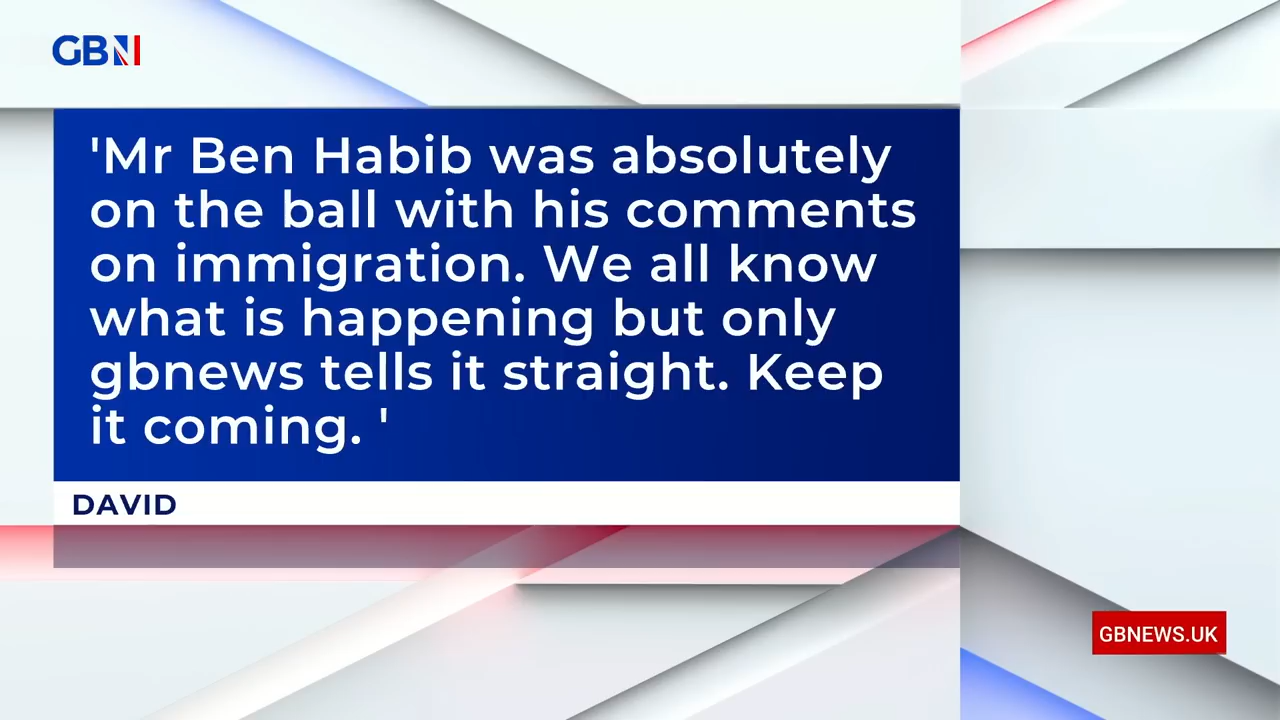 GBN
'Mr Ben Habib was absolutely
on the ball with his comments
on immigration. We all know
what is happening but only
gbnews tells it straight. Keep
it coming. '
DAVID
GBNEWS.UK